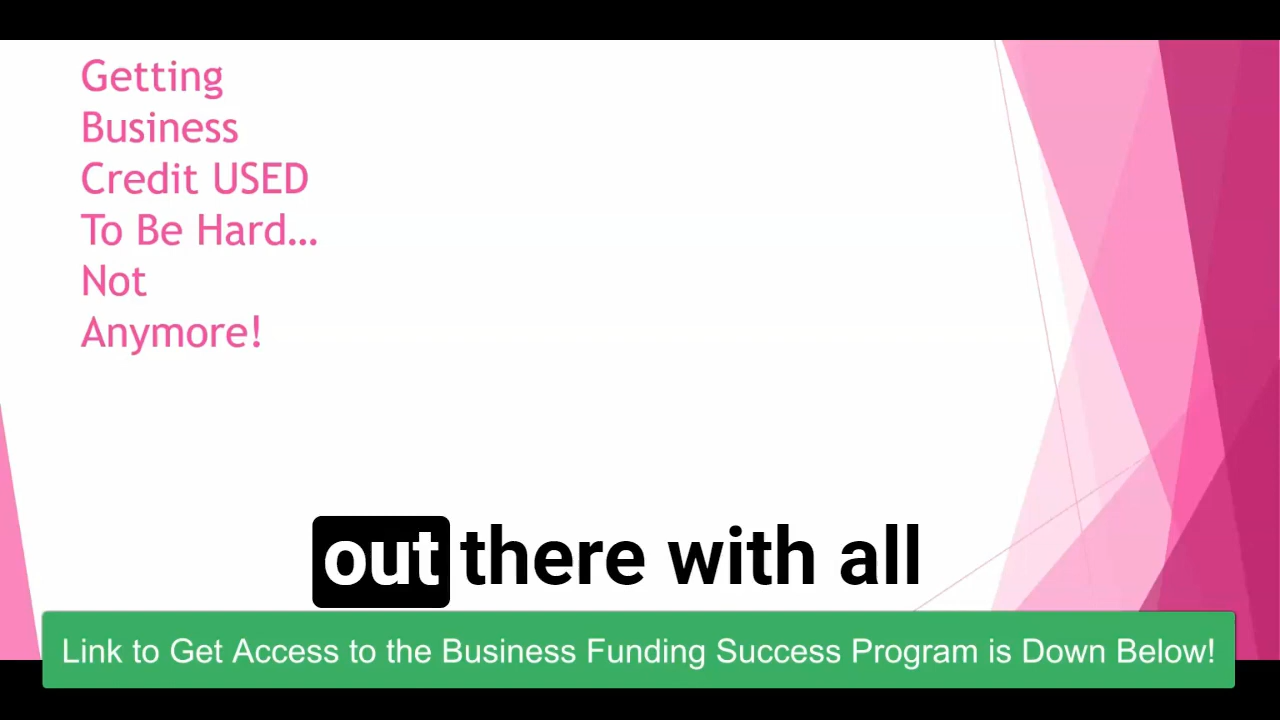 Getting
Business
Credit USED
To Be Hard...
Not
Anymore!
out there with all
Link to Get Access to the Business Funding Success Program is Down Below!